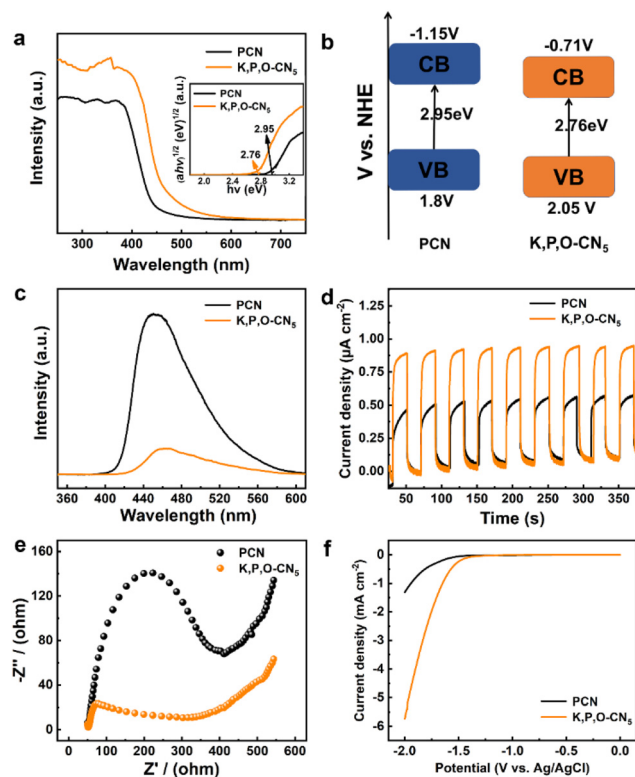 a
PCN
K,P,O-CN₅
Intensity (a.u.)
Wavelength (nm)
300 400 500 600 700
(ahv)^1/2 (eV)^1/2 (a.u.)
PCN
K,P,O-CN₅
2.95
2.76
2.0 2.4 2.8 3.2
hv (eV)
b
V vs. NHE
-1.15V
CB
2.95eV
VB
1.8V
PCN
-0.71V
CB
2.76eV
VB
2.05 V
K,P,O-CN₅
c
PCN
K,P,O-CN₅
Intensity (a.u.)
360 400 440 480 520 560 600
Wavelength (nm)
d
PCN
K,P,O-CN₅
Current density (μA cm⁻²)
1.25
1.00
0.75
0.50
0.25
0.00
50 100 150 200 250 300 350
Time (s)
e
PCN
K,P,O-CN₅
-Z'' / (ohm)
160
120
80
40
0
0 100 200 300 400 500 600
Z' / (ohm)
f
Current density (mA cm⁻²)
0
-1
-2
-3
-4
-5
-6
PCN
K,P,O-CN₅
-2.0 -1.5 -1.0 -0.5 0.0
Potential (V vs. Ag/AgCl)